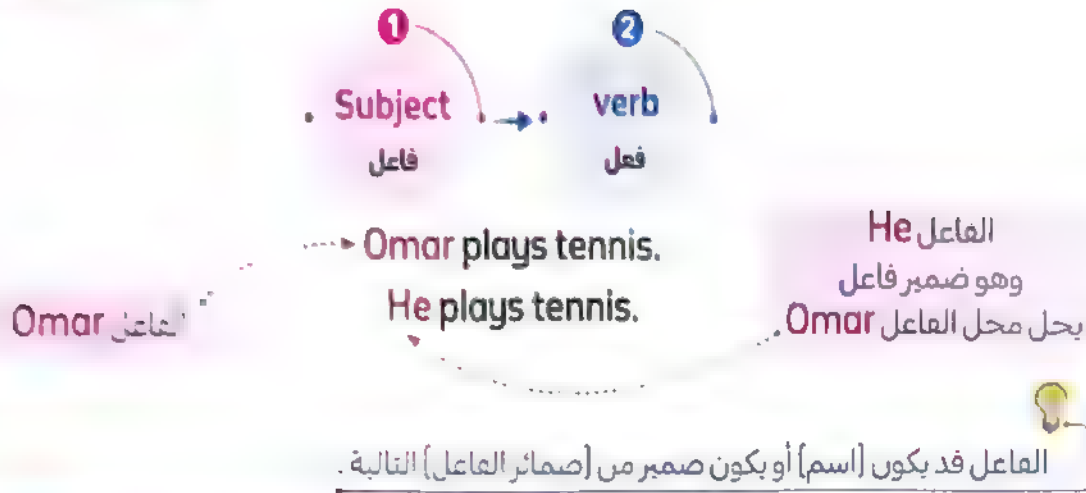 1 2
Subject verb
فاعل فعل
Omar plays tennis.
He plays tennis.
الفاعل Omar
الفاعل He
وهو ضمير فاعل
يحل محل الفاعل Omar
الفاعل قد يكون (اسم) أو يكون ضمير من (ضمائر الفاعل) التالية .